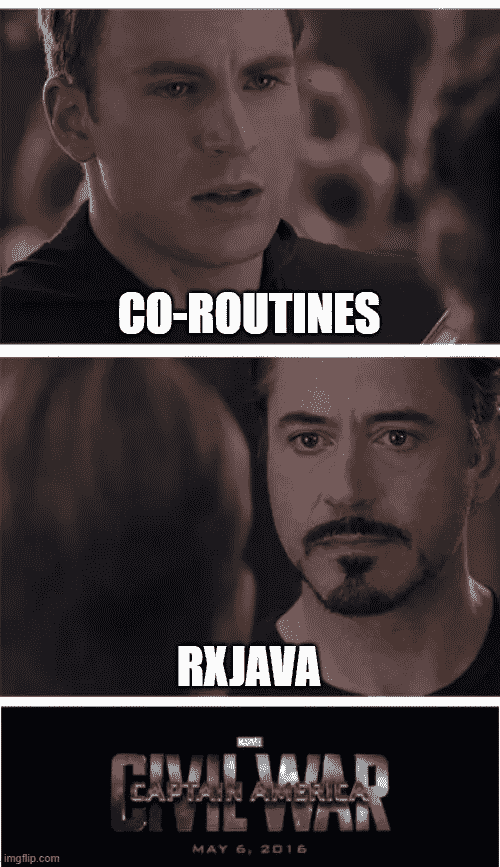 CO-ROUTINES
RXJAVA
MARVEL
CIVIL WAR
CAPTAIN AMERICA
MAY 6, 2016
imgflip.com